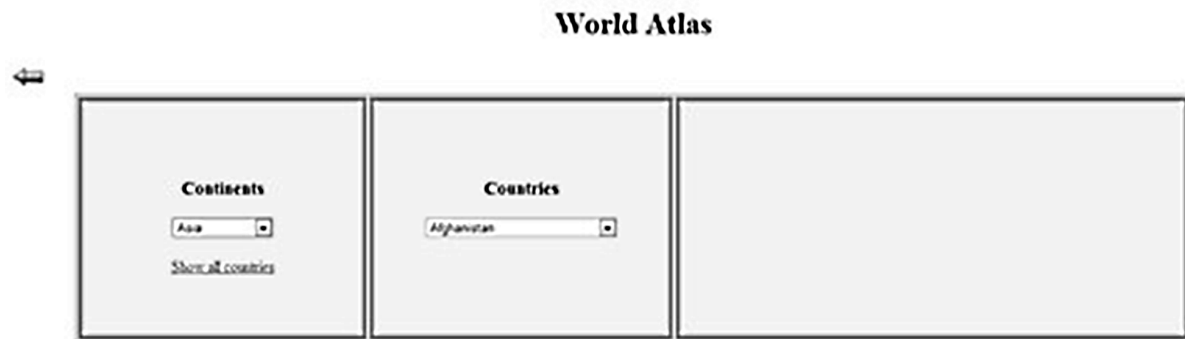 World Atlas
Continents
Asia
Show all countries
Countries
Afghanistan